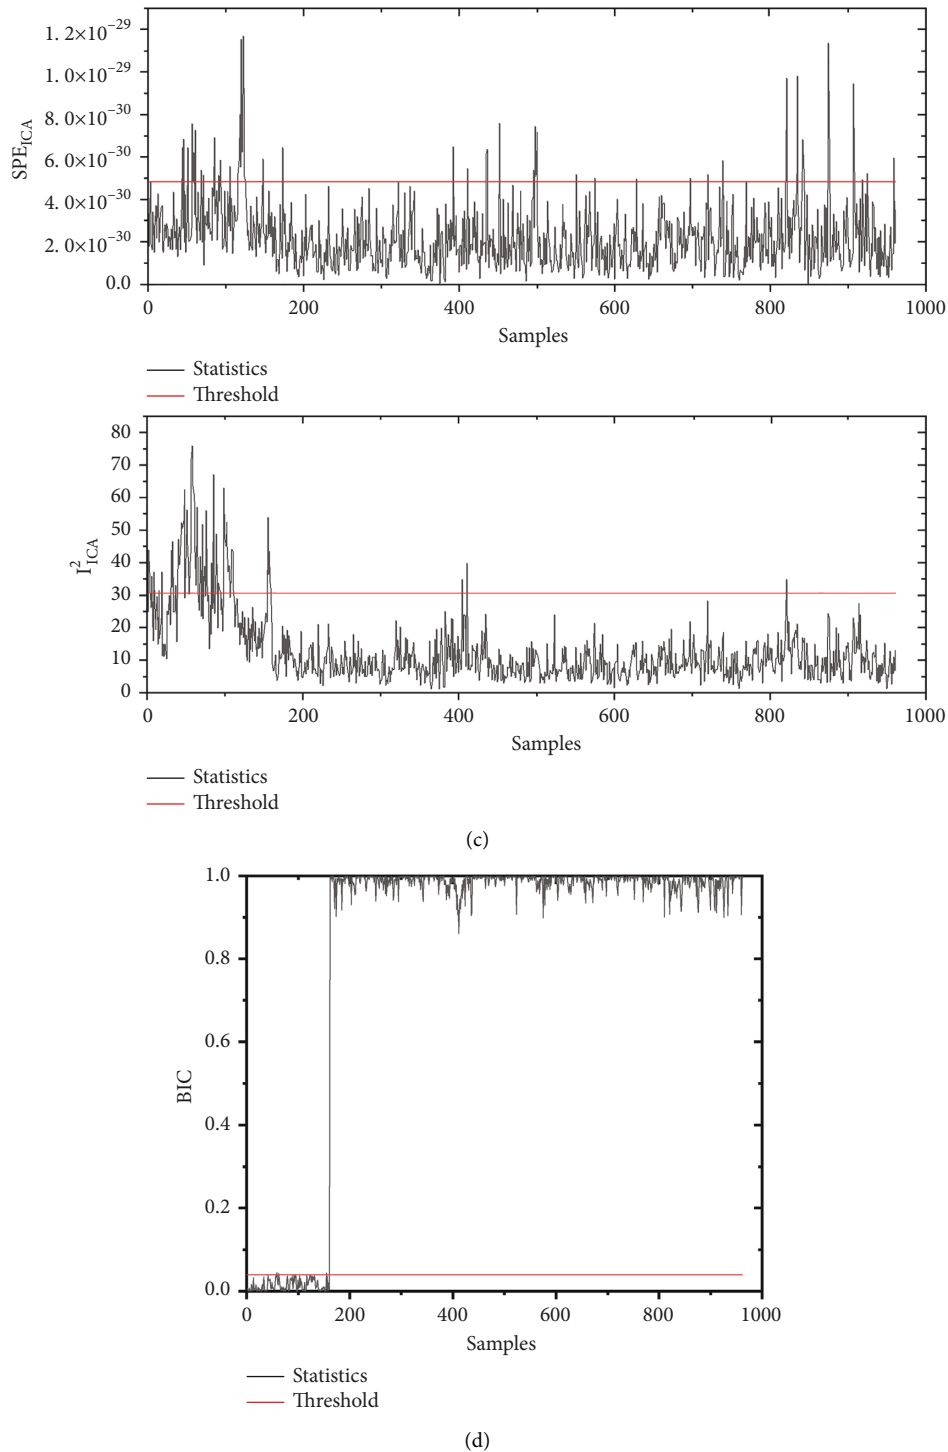 1.2×10⁻²⁹
1.0×10⁻²⁹
8.0×10⁻³⁰
6.0×10⁻³⁰
4.0×10⁻³⁰
2.0×10⁻³⁰
0.0
SPE_ICA
0 200 400 600 800 1000
Samples
Statistics
Threshold
80
70
60
50
40
30
20
10
0
I²_ICA
0 200 400 600 800 1000
Samples
Statistics
Threshold
(c)
1.0
0.8
0.6
0.4
0.2
0.0
BIC
0 200 400 600 800 1000
Samples
Statistics
Threshold
(d)